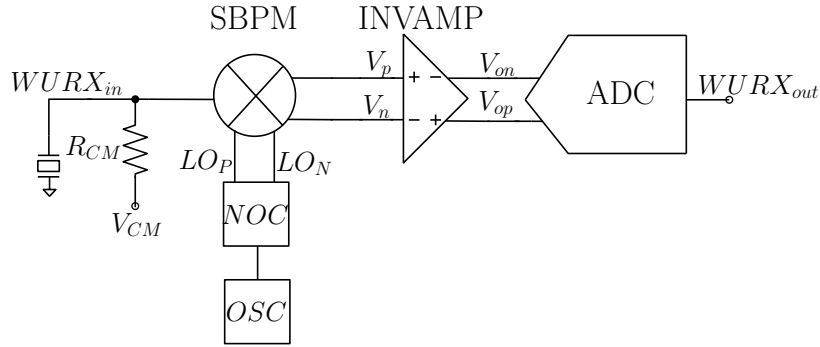 SBPM INVAMP
WURX_in V_p V_on ADC WURX_out
V_n V_op
R_CM LO_P LO_N
V_CM NOC
OSC